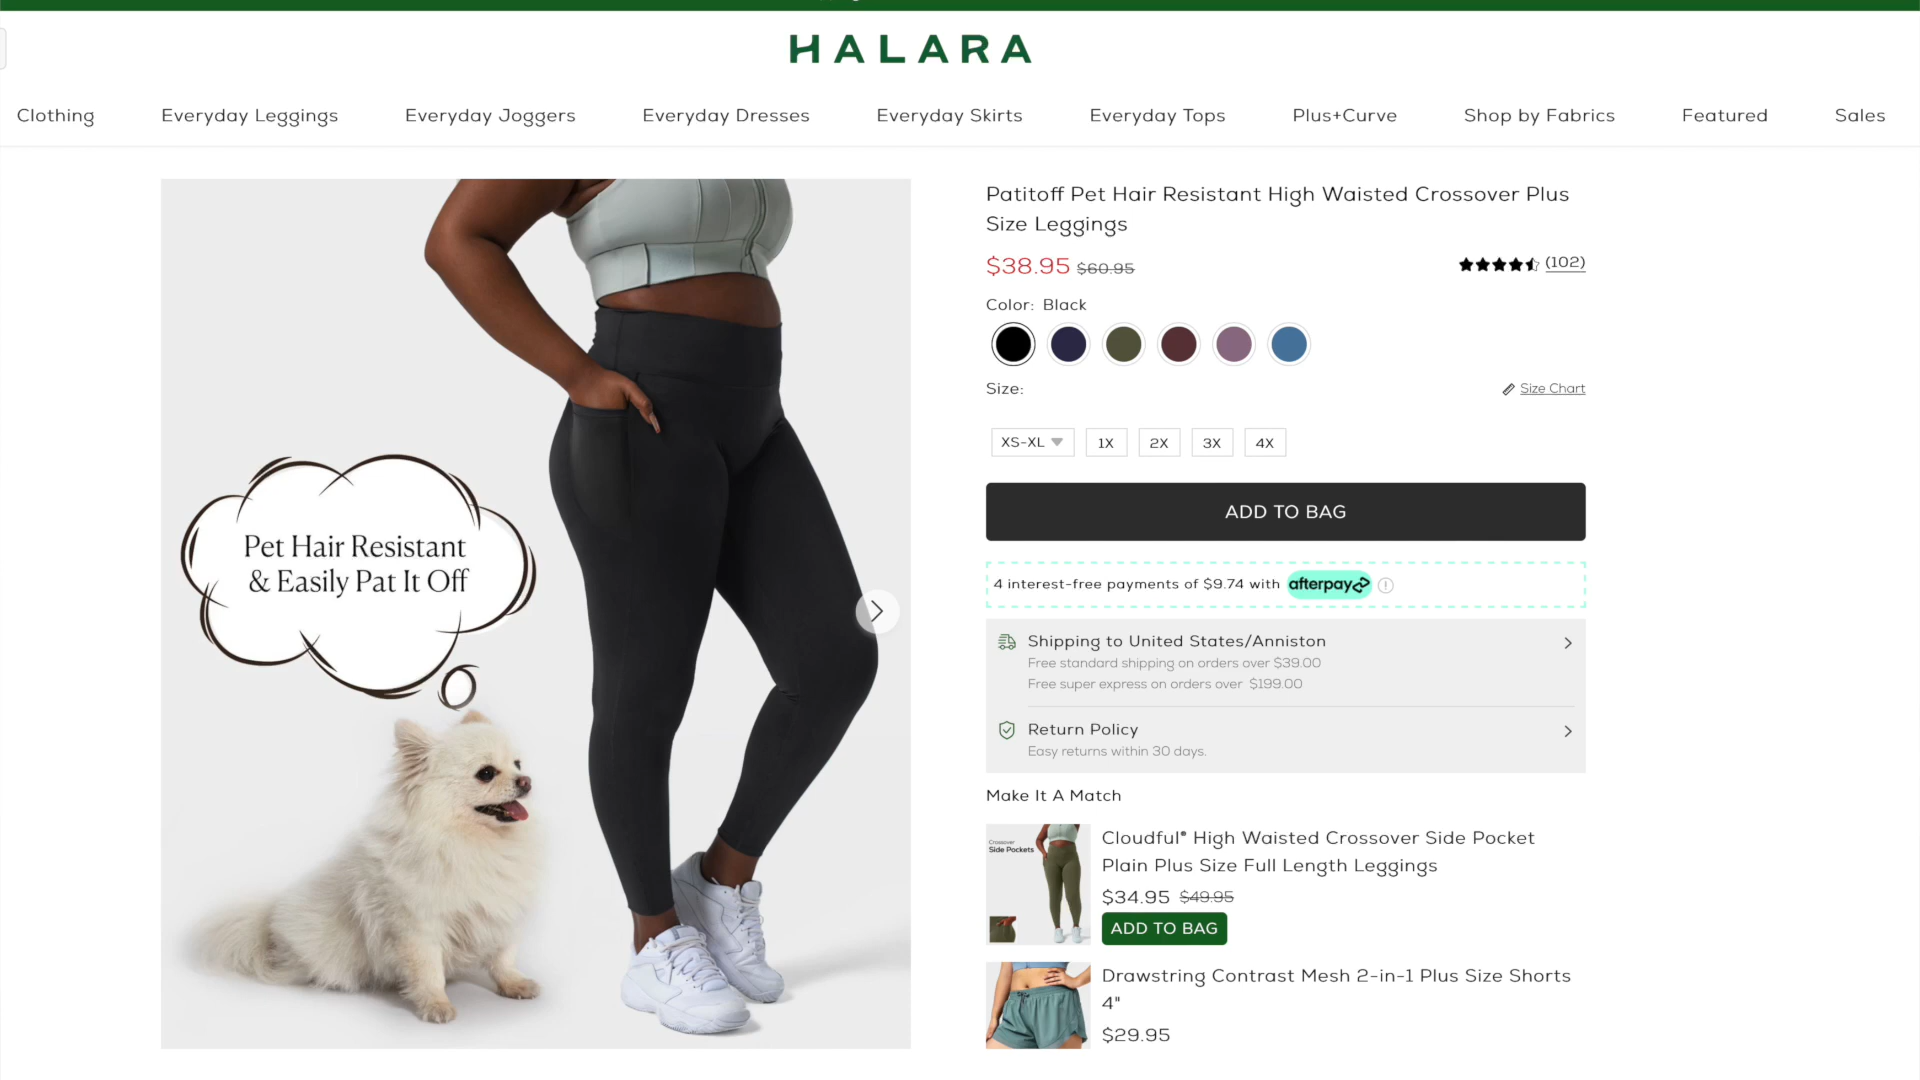 HALARA
Clothing
Everyday Leggings
Everyday Joggers
Everyday Dresses
Everyday Skirts
Everyday Tops
Plus+Curve
Shop by Fabrics
Featured
Sales
Pet Hair Resistant
& Easily Pat It Off
Patitoff Pet Hair Resistant High Waisted Crossover Plus
Size Leggings
$38.95 $60.95
(102)
Color: Black
Size:
Size Chart
XS-XL
1X
2X
3X
4X
ADD TO BAG
4 interest-free payments of $9.74 with afterpay
Shipping to United States/Anniston
Free standard shipping on orders over $39.00
Free super express on orders over $199.00
Return Policy
Easy returns within 30 days.
Make It A Match
Crossover
Side Pockets
Cloudful® High Waisted Crossover Side Pocket
Plain Plus Size Full Length Leggings
$34.95 $49.95
ADD TO BAG
Drawstring Contrast Mesh 2-in-1 Plus Size Shorts
4"
$29.95